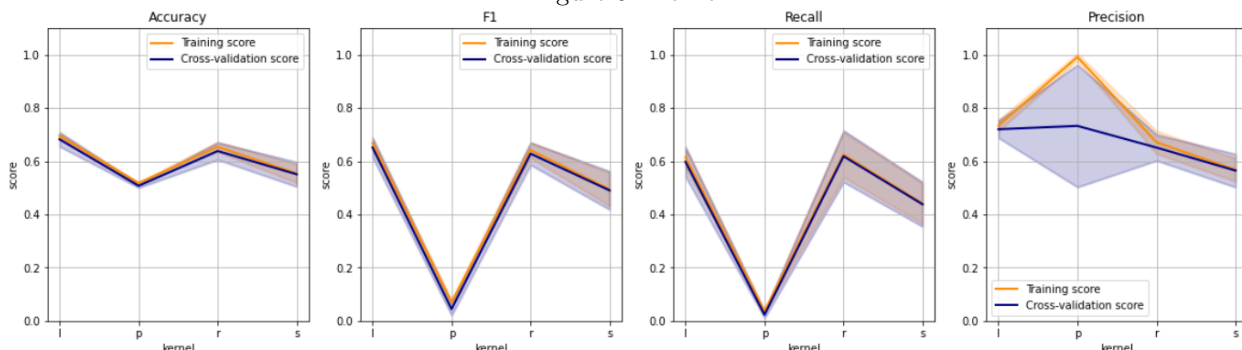 Accuracy
1.0
0.8
0.6
0.4
0.2
0.0
score
l p r s
kernel
Training score
Cross-validation score
F1
1.0
0.8
0.6
0.4
0.2
0.0
score
l p r s
kernel
Training score
Cross-validation score
Recall
1.0
0.8
0.6
0.4
0.2
0.0
score
l p r s
kernel
Training score
Cross-validation score
Precision
1.0
0.8
0.6
0.4
0.2
0.0
score
l p r s
kernel
Training score
Cross-validation score